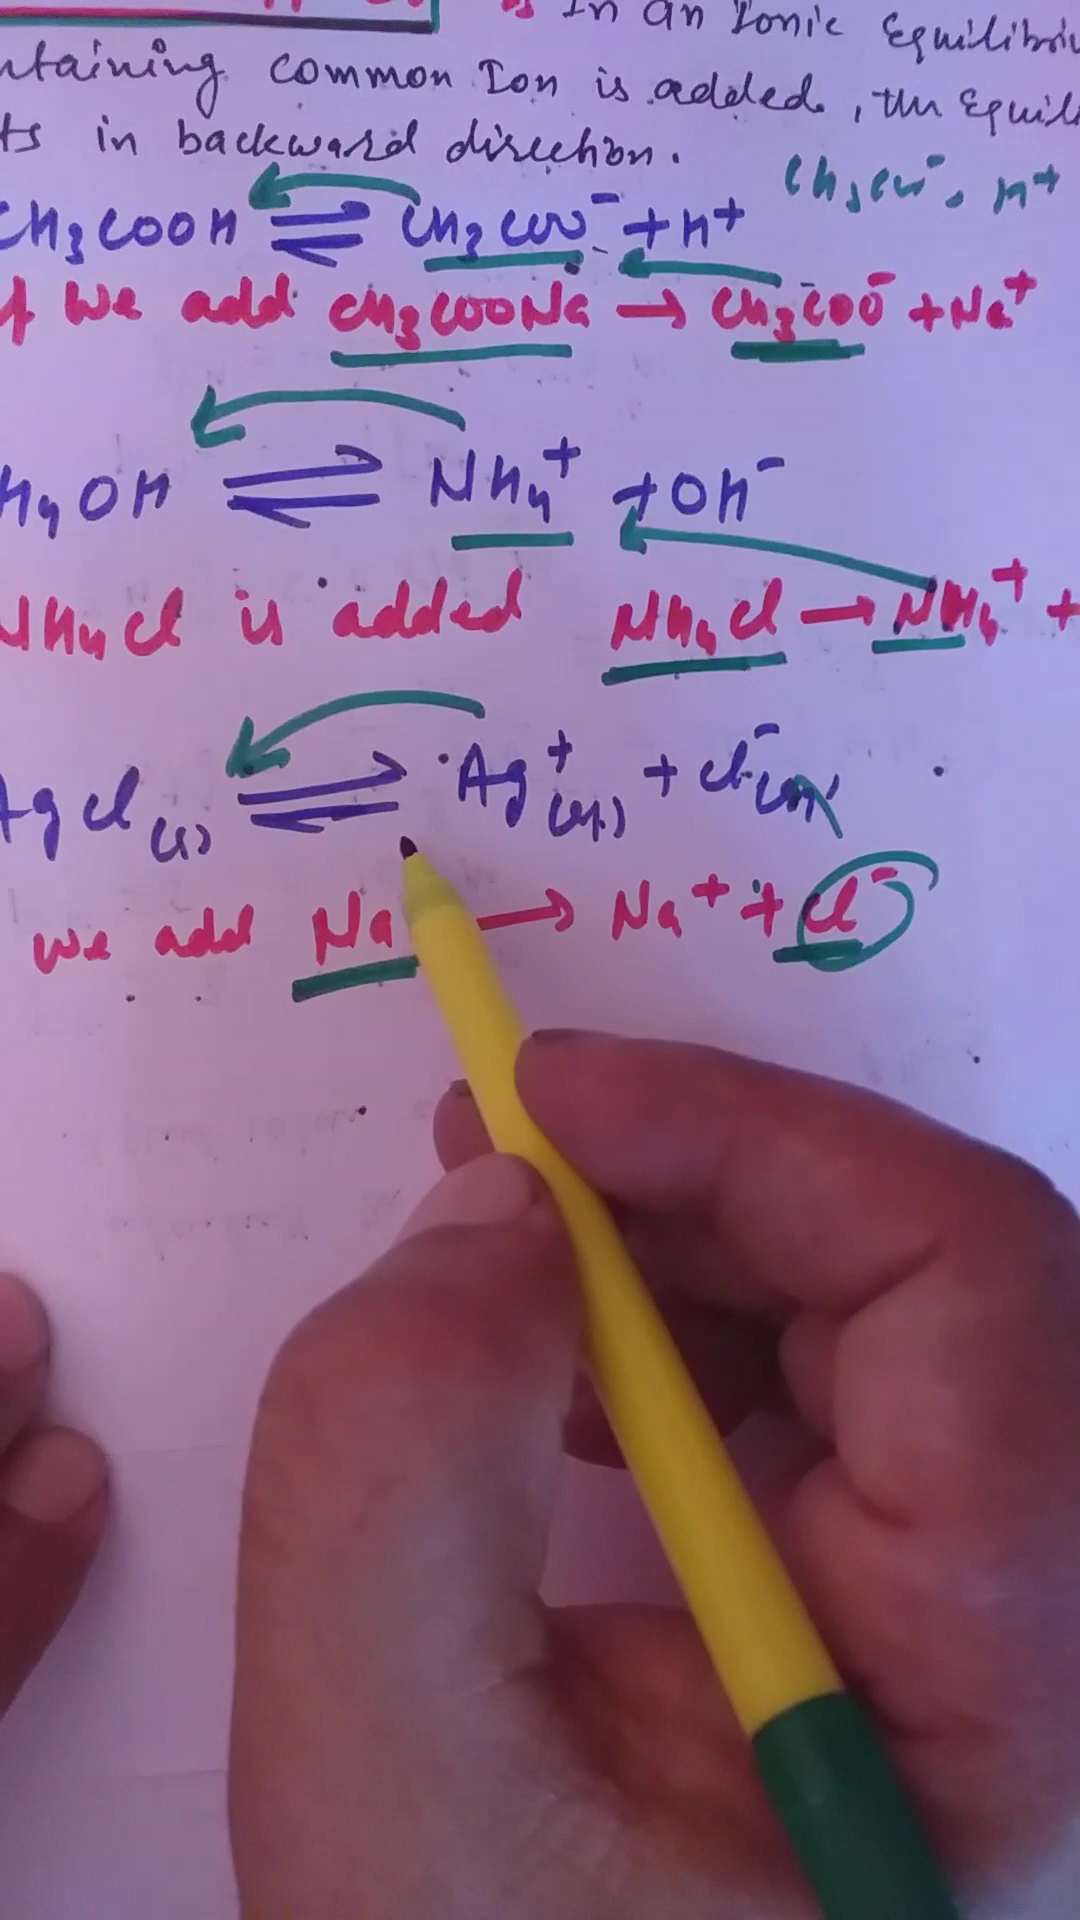 In an Ionic Equilibriu
ntaining common Ion is added, the Equili
ts in backward direction.
CH3COO-, H+
CH3COOH ⇌ CH3COO- + H+
f We add CH3COONa → CH3COO- + Na+
H4OH ⇌ NH4+ + OH-
NH4Cl is added NH4Cl → NH4+ +
AgCl(s) ⇌ Ag+(aq) + Cl-(aq)
we add Na → Na+ + Cl-